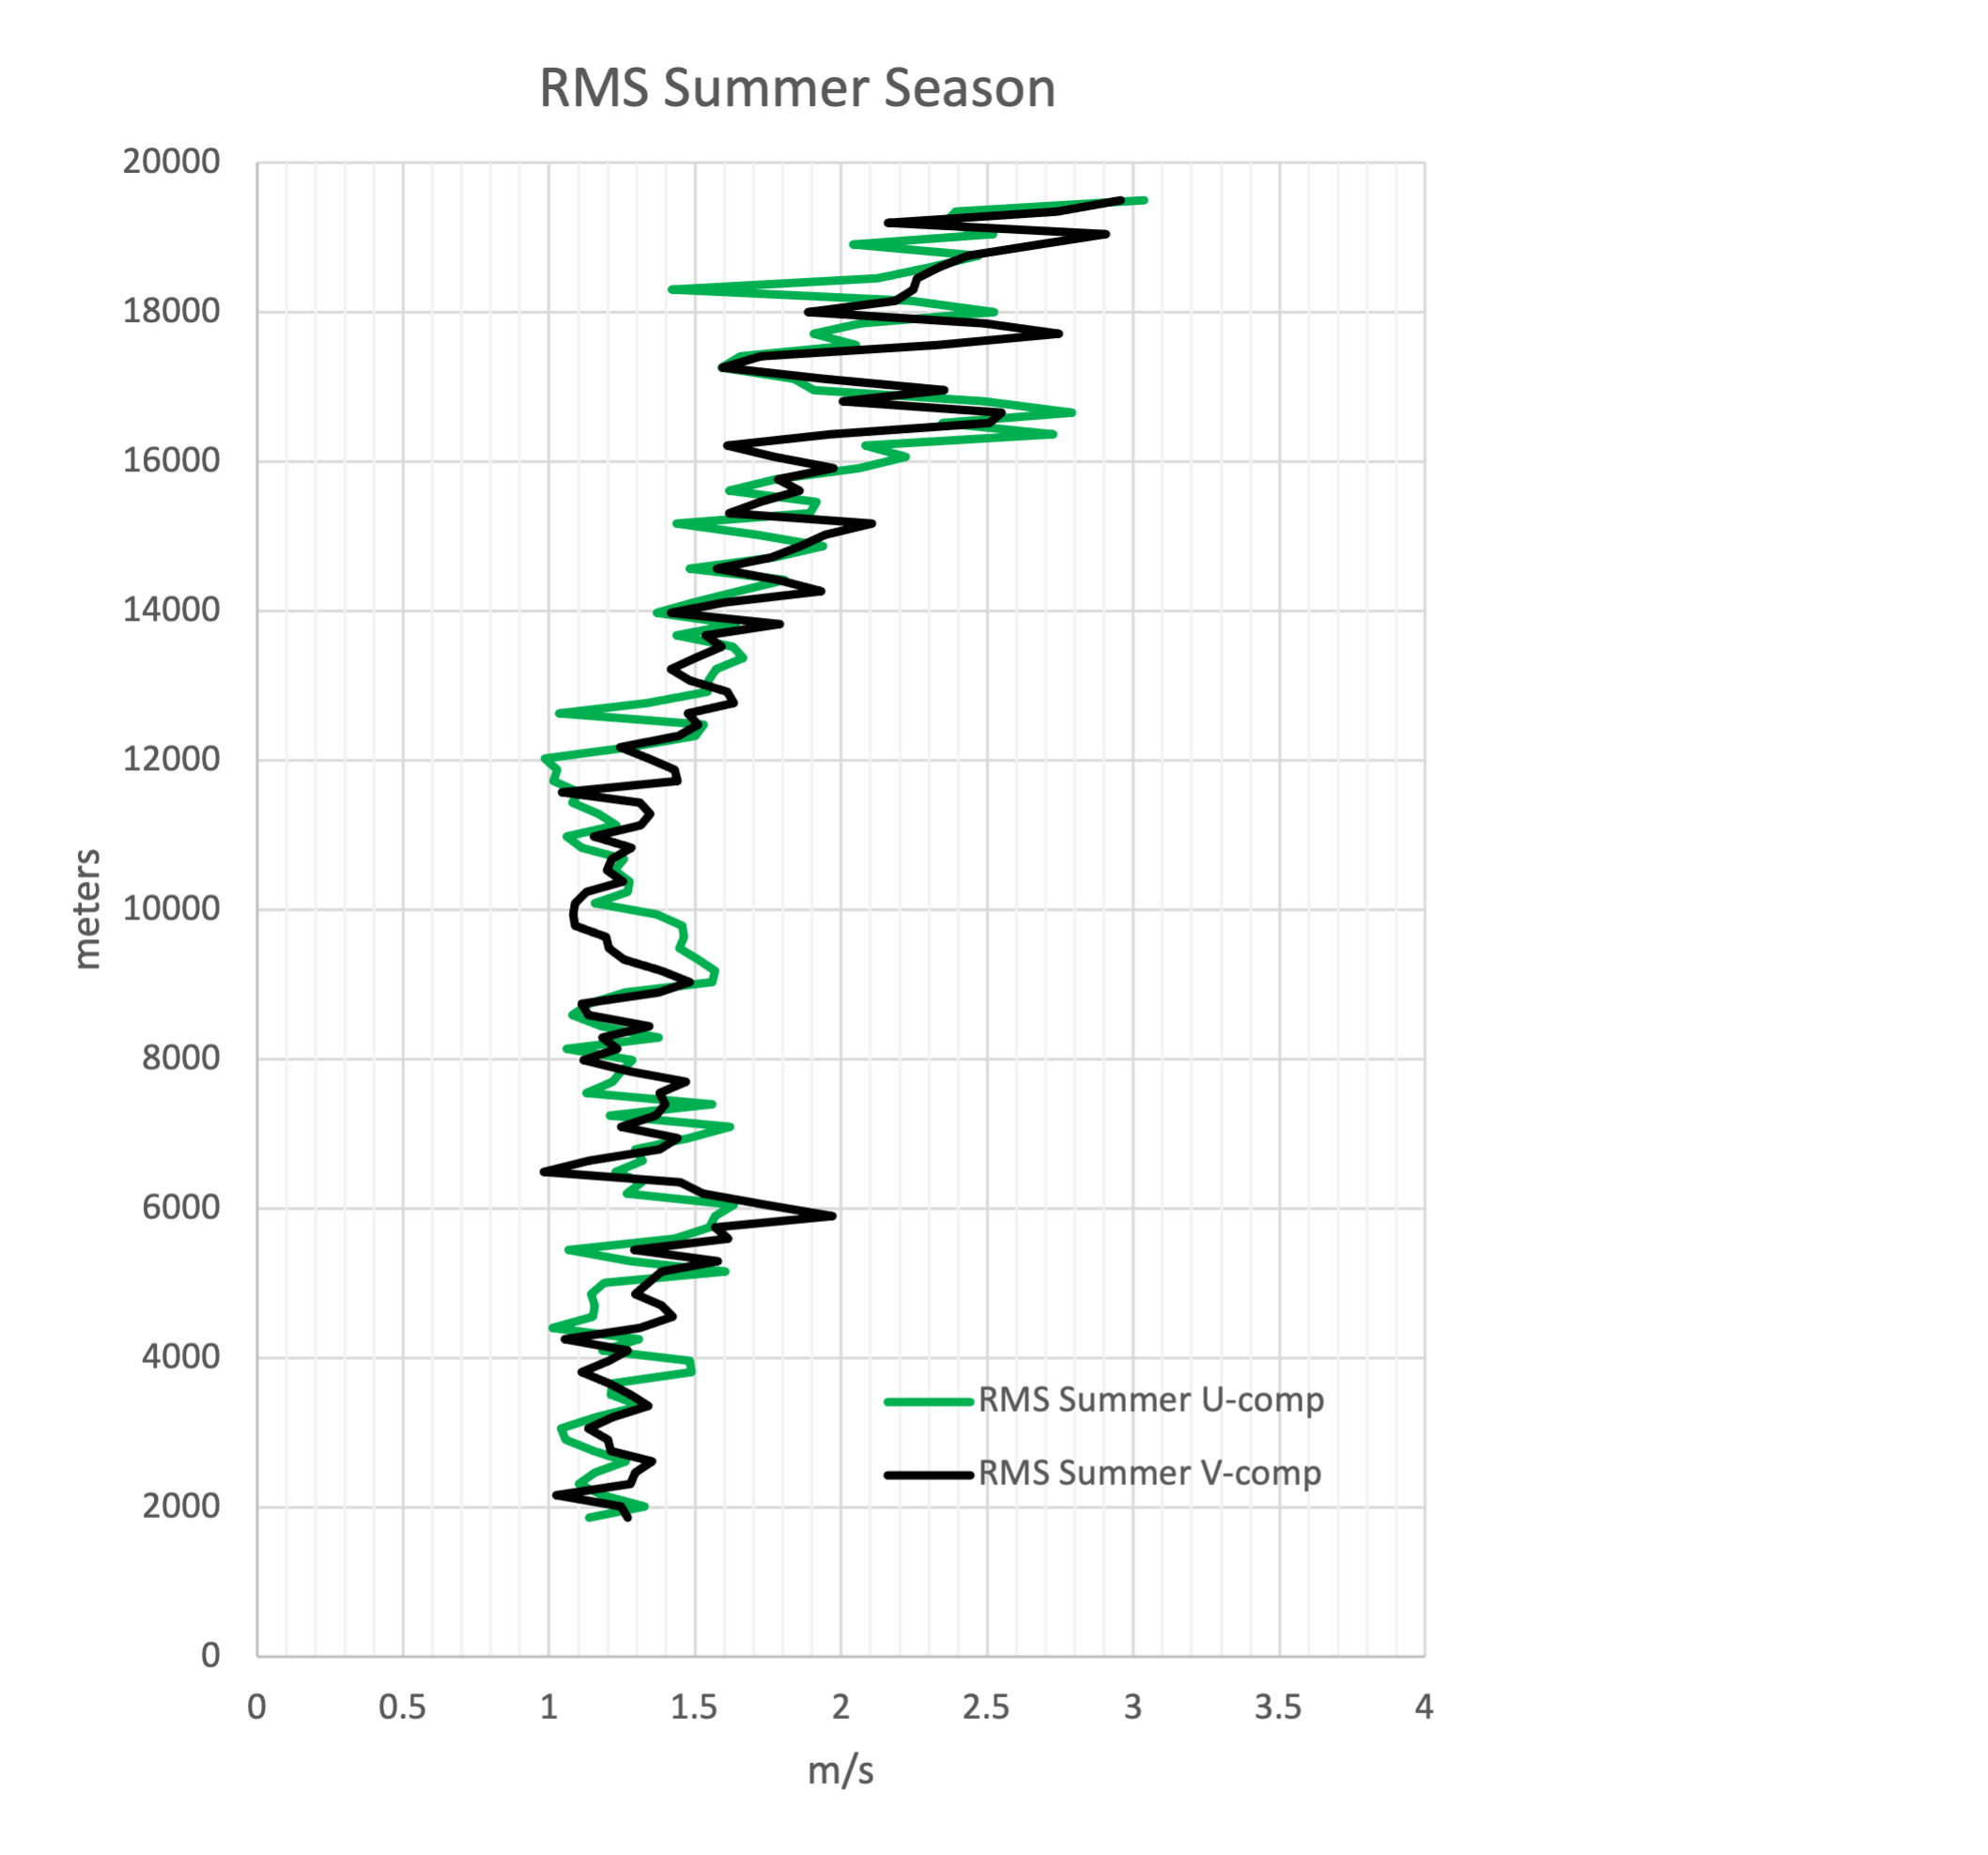 RMS Summer Season
20000
18000
16000
14000
12000
10000
8000
6000
4000
2000
0
meters
RMS Summer U-comp
RMS Summer V-comp
0 0.5 1 1.5 2 2.5 3 3.5 4
m/s